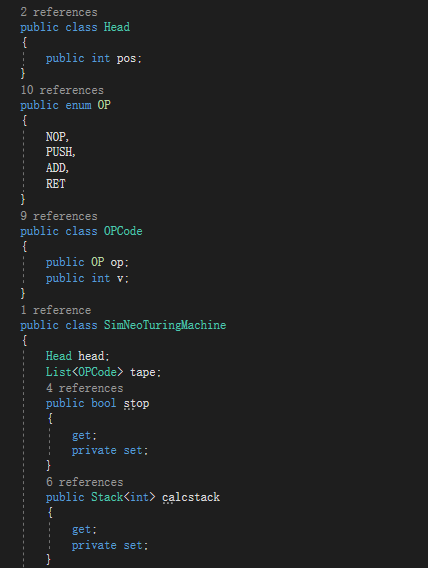 2 references
public class Head
{
public int pos;
}
10 references
public enum OP
{
NOP,
PUSH,
ADD,
RET
}
9 references
public class OPCode
{
public OP op;
public int v;
}
1 reference
public class SimNeoTuringMachine
{
Head head;
List<OPCode> tape;
4 references
public bool stop
{
get;
private set;
}
6 references
public Stack<int> calcstack
{
get;
private set;
}